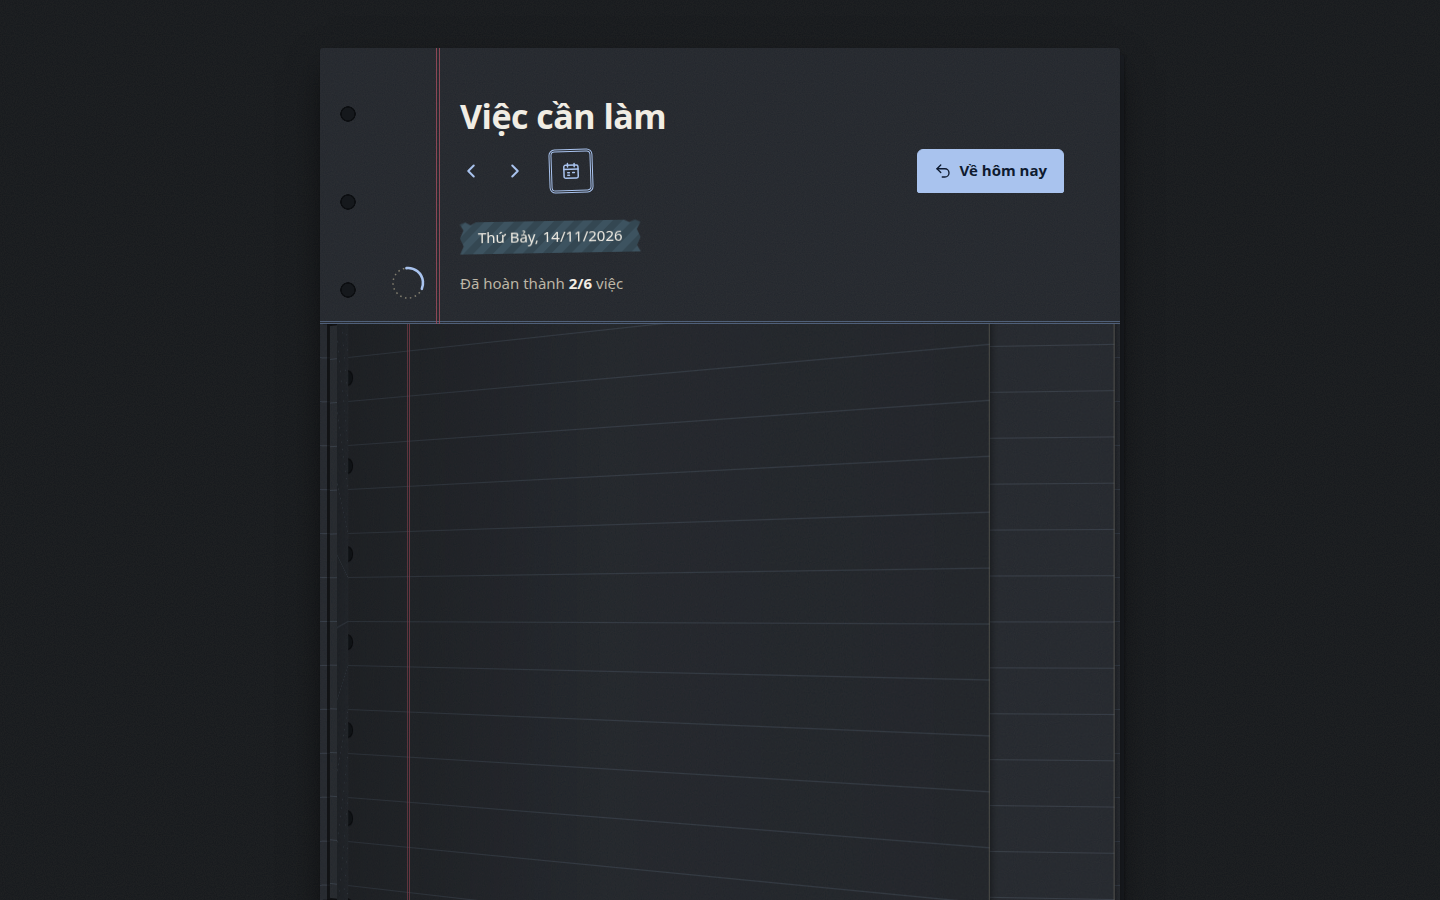 Việc cần làm
Về hôm nay
Thứ Bảy, 14/11/2026
Đã hoàn thành 2/6 việc